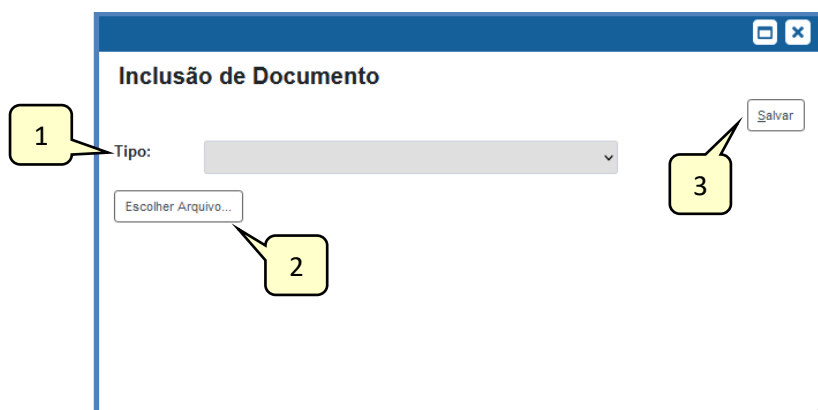 Inclusão de Documento
Salvar
1
Tipo:
3
Escolher Arquivo...
2